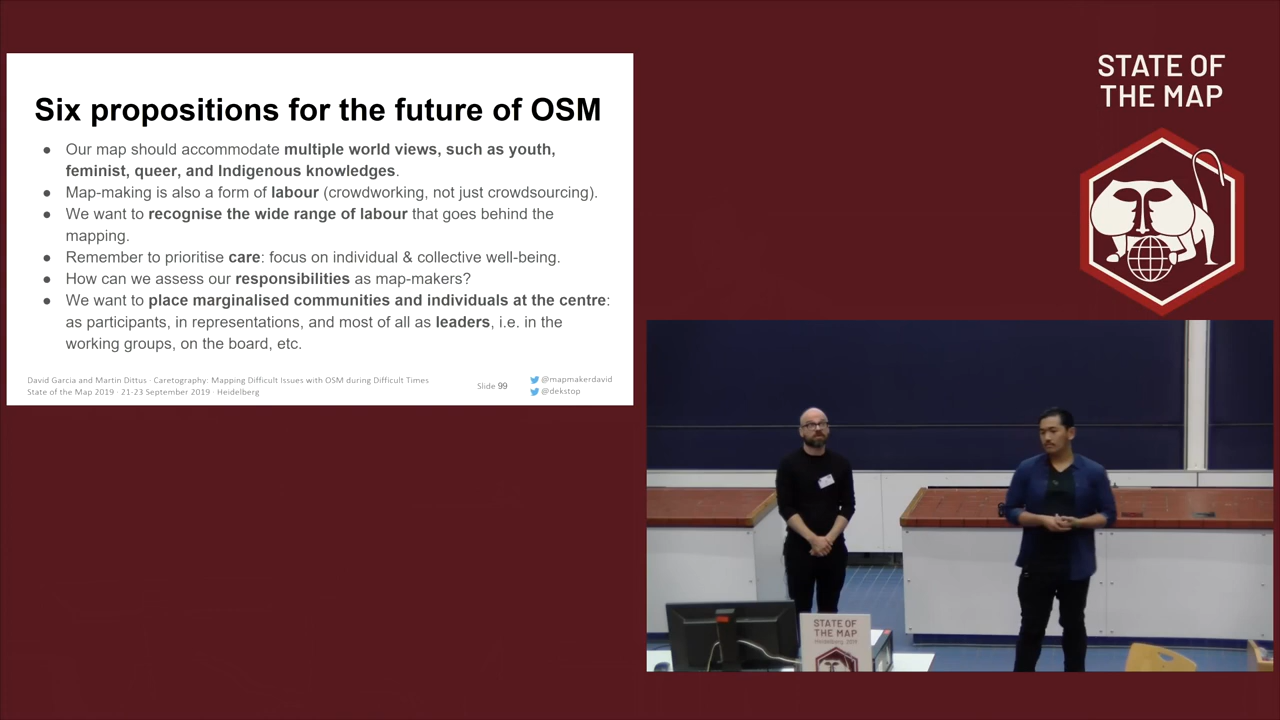 Six propositions for the future of OSM
● Our map should accommodate multiple world views, such as youth,
feminist, queer, and Indigenous knowledges.
● Map-making is also a form of labour (crowdworking, not just crowdsourcing).
● We want to recognise the wide range of labour that goes behind the
mapping.
● Remember to prioritise care: focus on individual & collective well-being.
● How can we assess our responsibilities as map-makers?
● We want to place marginalised communities and individuals at the centre:
as participants, in representations, and most of all as leaders, i.e. in the
working groups, on the board, etc.
David Garcia and Martin Dittus · Caretography: Mapping Difficult Issues with OSM during Difficult Times
State of the Map 2019 · 21-23 September 2019 · Heidelberg
Slide 99
@mapmakerdavid
@dekstop
STATE OF
THE MAP
STATE OF
THE MAP
Heidelberg, 2019